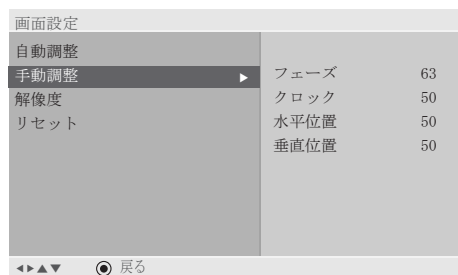 画面設定
自動調整
手動調整 ▶
解像度
リセット
フェーズ 63
クロック 50
水平位置 50
垂直位置 50
◀▶▲▼ ◉ 戻る